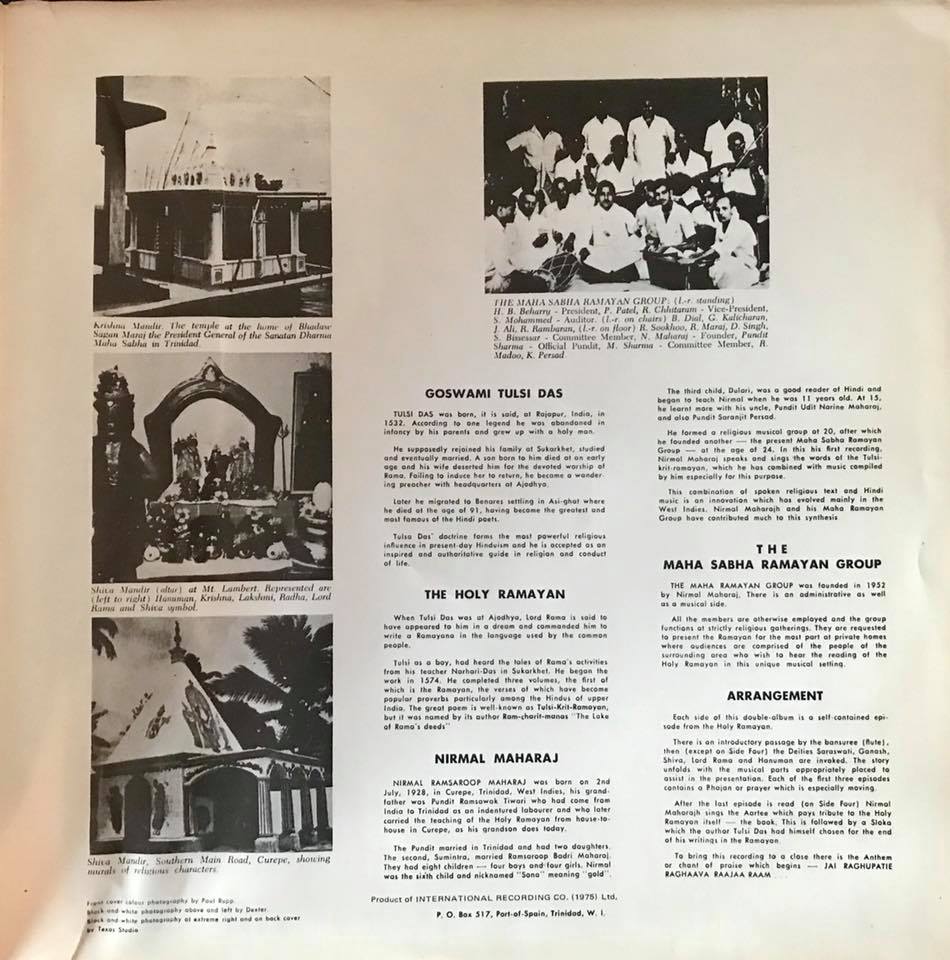 Krishna Mandir. The temple at the home of Bhadase
Sagan Maraj the President General of the Sanatan Dharma
Maha Sabha in Trinidad.
Shiva Mandir (altar) at Mt. Lambert. Represented are
(left to right) Hanuman, Krishna, Lakshmi, Radha, Lord
Rama and Shiva symbol.
Shiva Mandir, Southern Main Road, Curepe, showing
murals of religious characters.
Front cover colour photography by Paul Rupp.
Black and white photography above and left by Dexter.
Black and white photography at extreme right and on back cover
by Texas Studio
THE MAHA SABHA RAMAYAN GROUP: (l.-r. standing)
H. B. Beharry - President, P. Patel, R. Chhitaram - Vice-President,
S. Mohammed - Auditor. (l.-r. on chairs) B. Dial, G. Kalicharan,
J. Ali, R. Rambaran, (l.-r. on floor) R. Sookhoo, R. Maraj, D. Singh,
S. Bissessar - Committee Member, N. Maharaj - Founder, Pundit
Sharma - Official Pundit, M. Sharma - Committee Member, R.
Madoo, K. Persad
GOSWAMI TULSI DAS
TULSI DAS was born, it is said, at Rajapur, India, in
1532. According to one legend he was abandoned in
infancy by his parents and grew up with a holy man.
He supposedly rejoined his family at Sukarkhet, studied
and eventually married. A son born to him died at an early
age and his wife deserted him for the devoted worship of
Rama. Failing to induce her to return, he became a wander-
ing preacher with headquarters at Ajodhya.
Later he migrated to Benares settling in Asi-ghat where
he died at the age of 91, having become the greatest and
most famous of the Hindi poets.
Tulsa Das' doctrine forms the most powerful religious
influence in present-day Hinduism and he is accepted as an
inspired and authoritative guide in religion and conduct
of life.
THE HOLY RAMAYAN
When Tulsi Das was at Ajodhya, Lord Rama is said to
have appeared to him in a dream and commanded him to
write a Ramayana in the language used by the common
people.
Tulsi as a boy, had heard the tales of Rama's activities
from his teacher Narhari-Das in Sukarkhet. He began the
work in 1574. He completed three volumes, the first of
which is the Ramayan, the verses of which have become
popular proverbs particularly among the Hindus of upper
India. The great poem is well-known as Tulsi-Krit-Ramayan,
but it was named by its author Ram-charit-manas "The Lake
of Rama's deeds"
NIRMAL MAHARAJ
NIRMAL RAMSAROOP MAHARAJ was born on 2nd
July, 1928, in Curepe, Trinidad, West Indies, his grand-
father was Pundit Ramsawak Tiwari who had come from
India to Trinidad as an indentured labourer and who later
carried the teaching of the Holy Ramayan from house-to-
house in Curepe, as his grandson does today.
The Pundit married in Trinidad and had two daughters.
The second, Sumintra, married Ramsaroop Badri Maharaj.
They had eight children — four boys and four girls. Nirmal
was the sixth child and nicknamed "Sona" meaning "gold".
The third child, Dulari, was a good reader of Hindi and
began to teach Nirmal when he was 11 years old. At 15,
he learnt more with his uncle, Pundit Udit Narine Maharaj,
and also Pundit Saranjit Persad.
He formed a religious musical group at 20, after which
he founded another — the present Maha Sabha Ramayan
Group — at the age of 24. In this his first recording,
Nirmal Maharaj speaks and sings the words of the Tulsi-
krit-ramayan, which he has combined with music compiled
by him especially for this purpose.
This combination of spoken religious text and Hindi
music is an innovation which has evolved mainly in the
West Indies. Nirmal Maharajh and his Maha Ramayan
Group have contributed much to this synthesis
THE
MAHA SABHA RAMAYAN GROUP
THE MAHA RAMAYAN GROUP was founded in 1952
by Nirmal Maharaj. There is an administrative as well
as a musical side.
All the members are otherwise employed and the group
functions at strictly religious gatherings. They are requested
to present the Ramayan for the most part at private homes
where audiences are comprised of the people of the
surrounding area who wish to hear the reading of the
Holy Ramayan in this unique musical setting.
ARRANGEMENT
Each side of this double-album is a self-contained epi-
sode from the Holy Ramayan.
There is an introductory passage by the bansuree (flute),
then (except on Side Four) the Deities Saraswati, Ganash,
Shiva, Lord Rama and Hanuman are invoked. The story
unfolds with the musical parts appropriately placed to
assist in the presentation. Each of the first three episodes
contains a Bhajan or prayer which is especially moving.
After the last episode is read (on Side Four) Nirmal
Maharajh sings the Aartee which pays tribute to the Holy
Ramayan itself — the book. This is followed by a Sloka
which the author Tulsi Das had himself chosen for the end
of his writings in the Ramayan.
To bring this recording to a close there is the Anthem
or chant of praise which begins — JAI RAGHUPATIE
RAGHAAVA RAAJAA RAAM . . .
Product of INTERNATIONAL RECORDING CO. (1975) Ltd,
P. O. Box 517, Port-of-Spain, Trinidad, W. I.